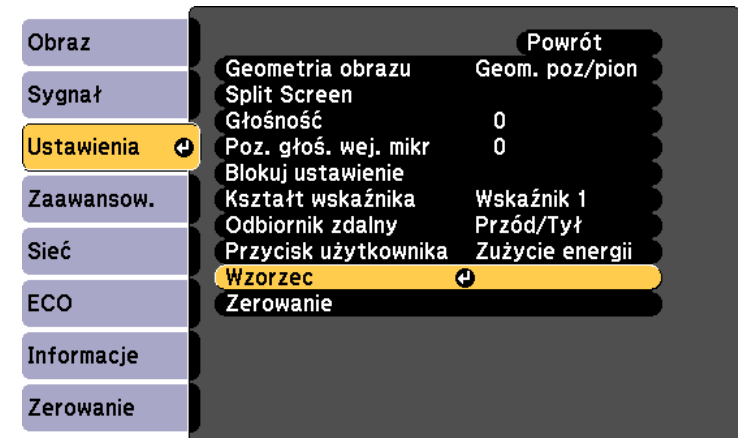 Obraz
Sygnał
Ustawienia
Zaawansow.
Sieć
ECO
Informacje
Zerowanie
Powrót
Geometria obrazu Geom. poz/pion
Split Screen
Głośność 0
Poz. głoś. wej. mikr 0
Blokuj ustawienie
Kształt wskaźnika Wskaźnik 1
Odbiornik zdalny Przód/Tył
Przycisk użytkownika Zużycie energii
Wzorzec
Zerowanie